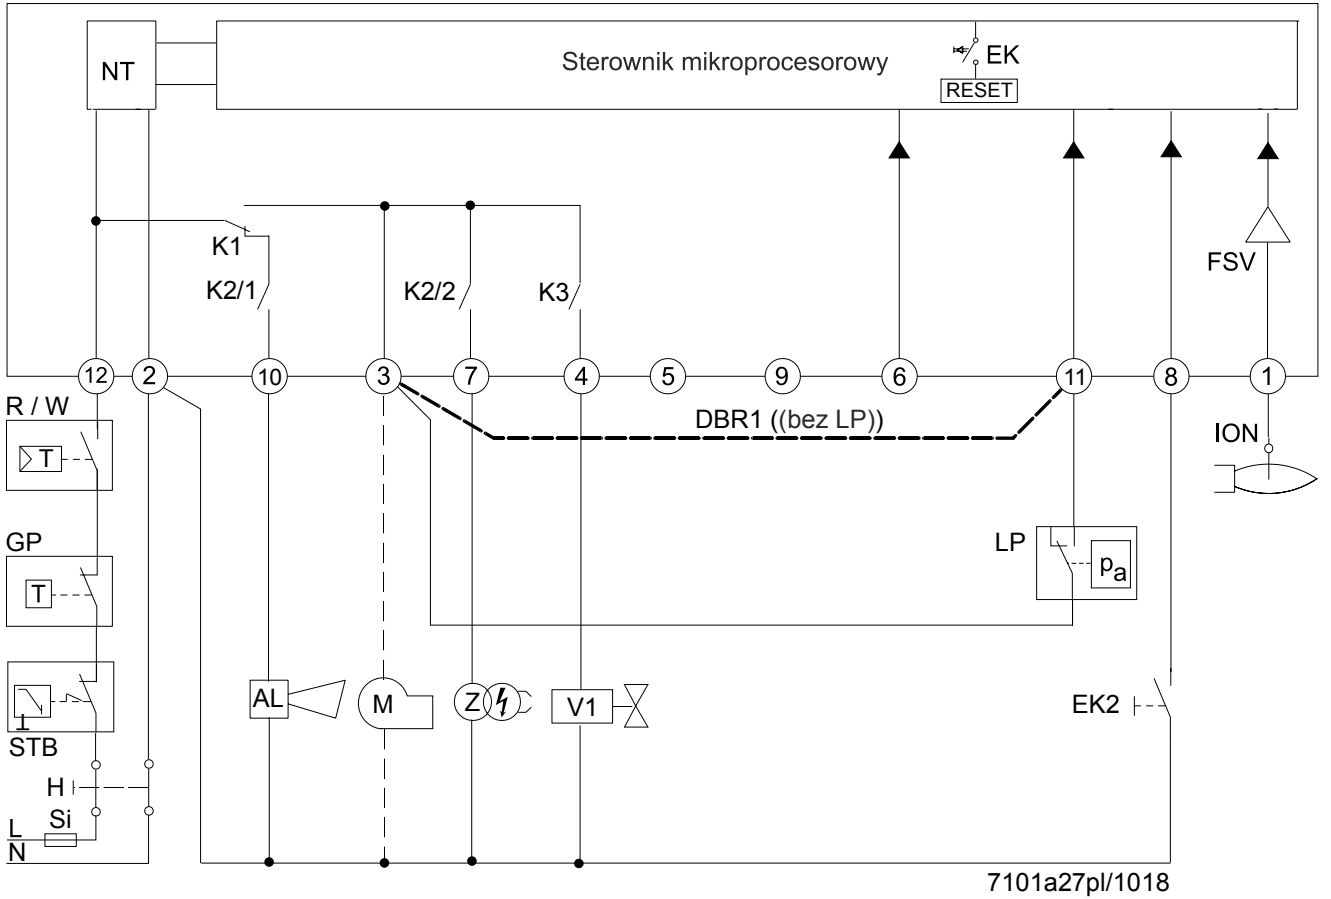 NT
Sterownik mikroprocesorowy
EK
RESET
K1
K2/1
K2/2
K3
FSV
12
2
10
3
7
4
5
9
6
11
8
1
R / W
T
DBR1 ((bez LP))
ION
GP
T
LP
pa
STB
AL
M
Z
V1
EK2
H
Si
L
N
7101a27pl/1018